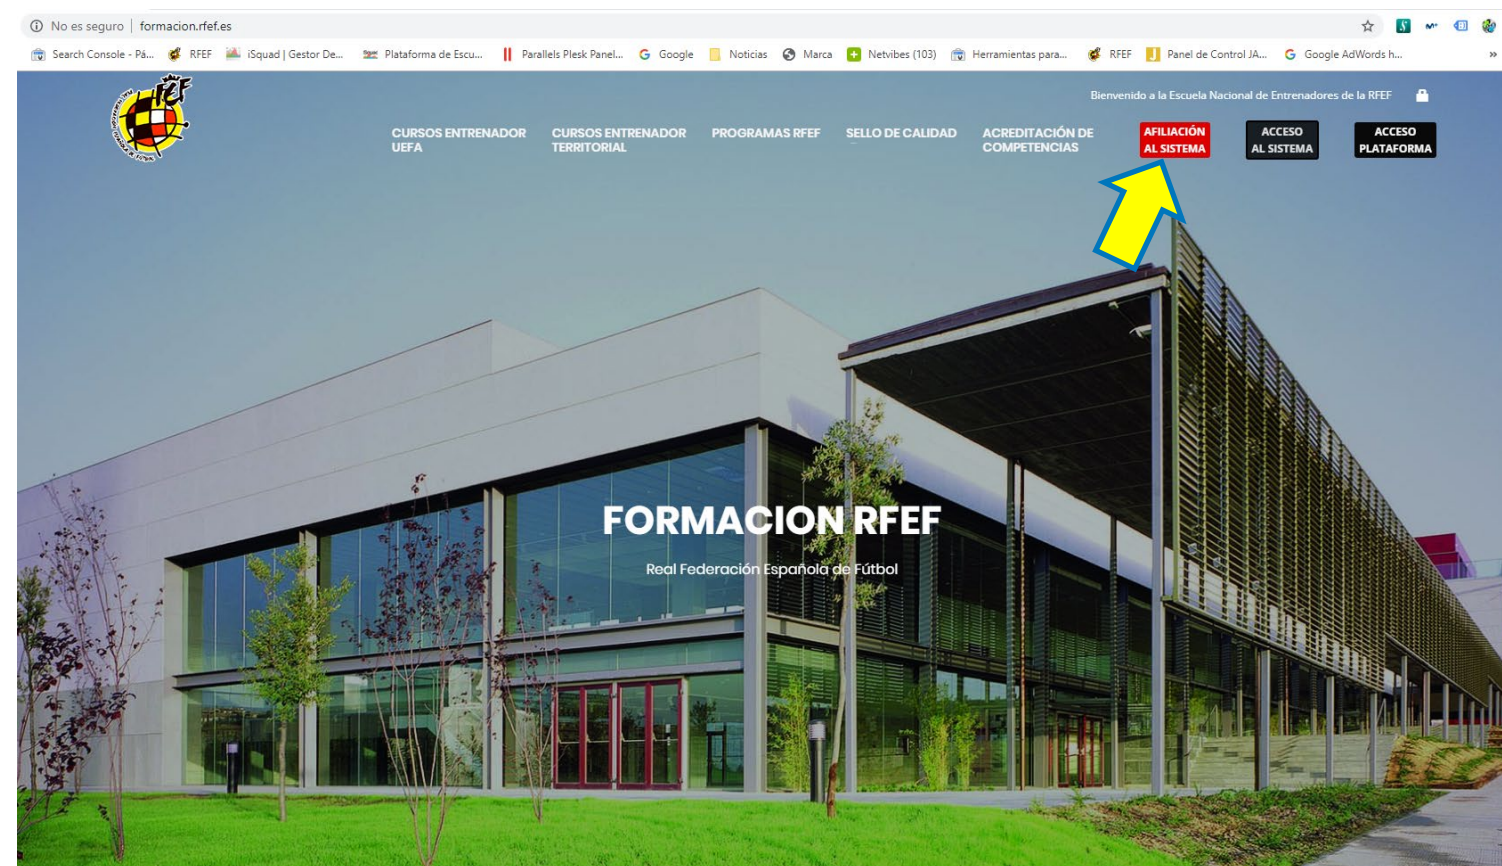 No es seguro | formacion.rfef.es
Search Console - Pá... RFEF iSquad | Gestor De... Plataforma de Escu... Parallels Plesk Panel... Google Noticias Marca Netvibes (103) Herramientas para... RFEF Panel de Control JA... Google AdWords h... »
Bienvenido a la Escuela Nacional de Entrenadores de la RFEF
CURSOS ENTRENADOR
UEFA
CURSOS ENTRENADOR
TERRITORIAL
PROGRAMAS RFEF
SELLO DE CALIDAD
ACREDITACIÓN DE
COMPETENCIAS
AFILIACIÓN
AL SISTEMA
ACCESO
AL SISTEMA
ACCESO
PLATAFORMA
FORMACION RFEF
Real Federación Española de Fútbol